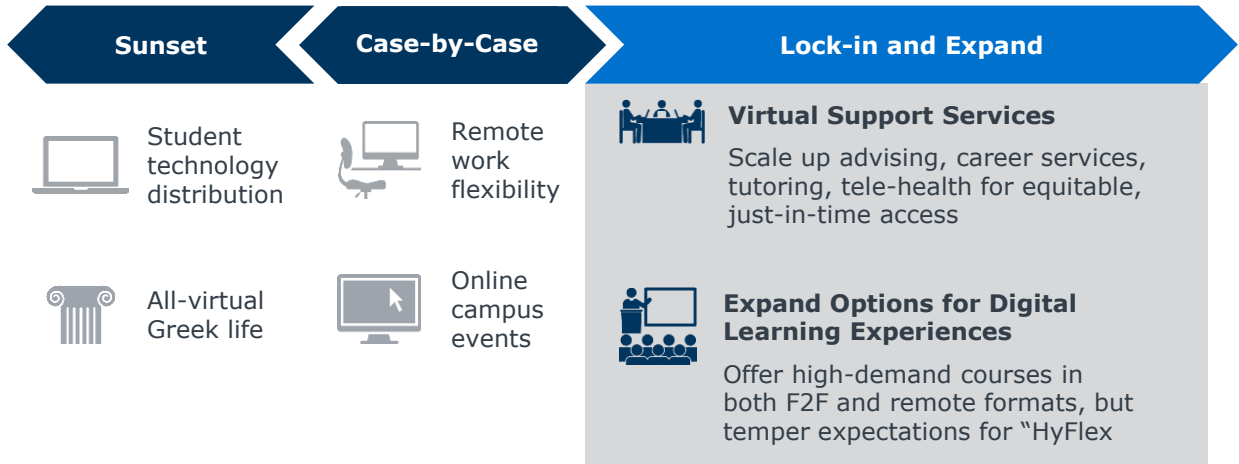 Sunset
Case-by-Case
Lock-in and Expand
Student
technology
distribution
All-virtual
Greek life
Remote
work
flexibility
Online
campus
events
Virtual Support Services
Scale up advising, career services,
tutoring, tele-health for equitable,
just-in-time access
Expand Options for Digital
Learning Experiences
Offer high-demand courses in
both F2F and remote formats, but
temper expectations for “HyFlex